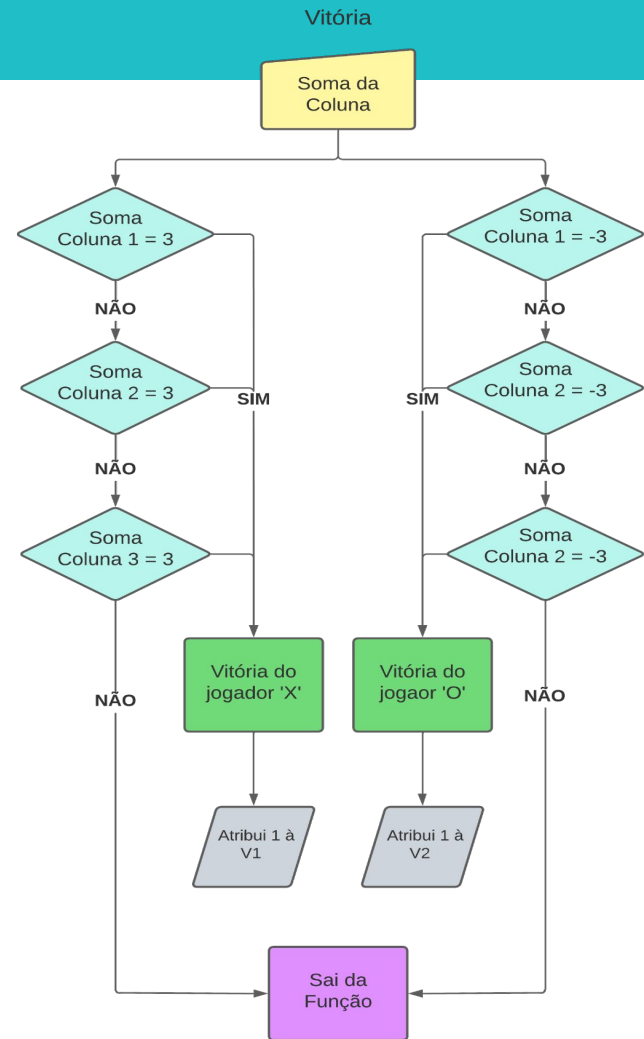 Vitória
Soma da
Coluna
Soma
Coluna 1 = 3
Soma
Coluna 1 = -3
NÃO
NÃO
Soma
Coluna 2 = 3
Soma
Coluna 2 = -3
SIM
SIM
NÃO
NÃO
Soma
Coluna 3 = 3
Soma
Coluna 2 = -3
Vitória do
jogador 'X'
Vitória do
jogaor 'O'
NÃO
NÃO
Atribui 1 à
V1
Atribui 1 à
V2
Sai da
Função